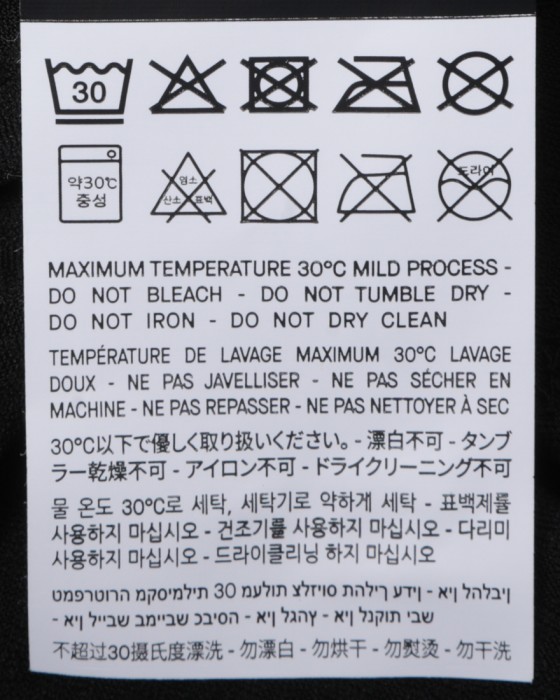 30
약30℃
중성
염소
산소 표백
드라이
MAXIMUM TEMPERATURE 30°C MILD PROCESS -
DO NOT BLEACH - DO NOT TUMBLE DRY -
DO NOT IRON - DO NOT DRY CLEAN
TEMPÉRATURE DE LAVAGE MAXIMUM 30°C LAVAGE
DOUX - NE PAS JAVELLISER - NE PAS SÉCHER EN
MACHINE - NE PAS REPASSER - NE PAS NETTOYER À SEC
30°C以下で優しく取り扱いください。- 漂白不可 - タンブ
ラー乾燥不可 - アイロン不可 - ドライクリーニング不可
물 온도 30°C로 세탁, 세탁기로 약하게 세탁 - 표백제를
사용하지 마십시오 - 건조기를 사용하지 마십시오 - 다리미
사용하지 마십시오 - 드라이클리닝 하지 마십시오
טמפרטורה מקסימלית 30 מעלות צלזיוס תהליך עדין - אין להלבין
- אין לייבש במייבש כביסה - אין לגהץ - אין לנקות יבש
不超过30摄氏度漂洗 - 勿漂白 - 勿烘干 - 勿熨烫 - 勿干洗